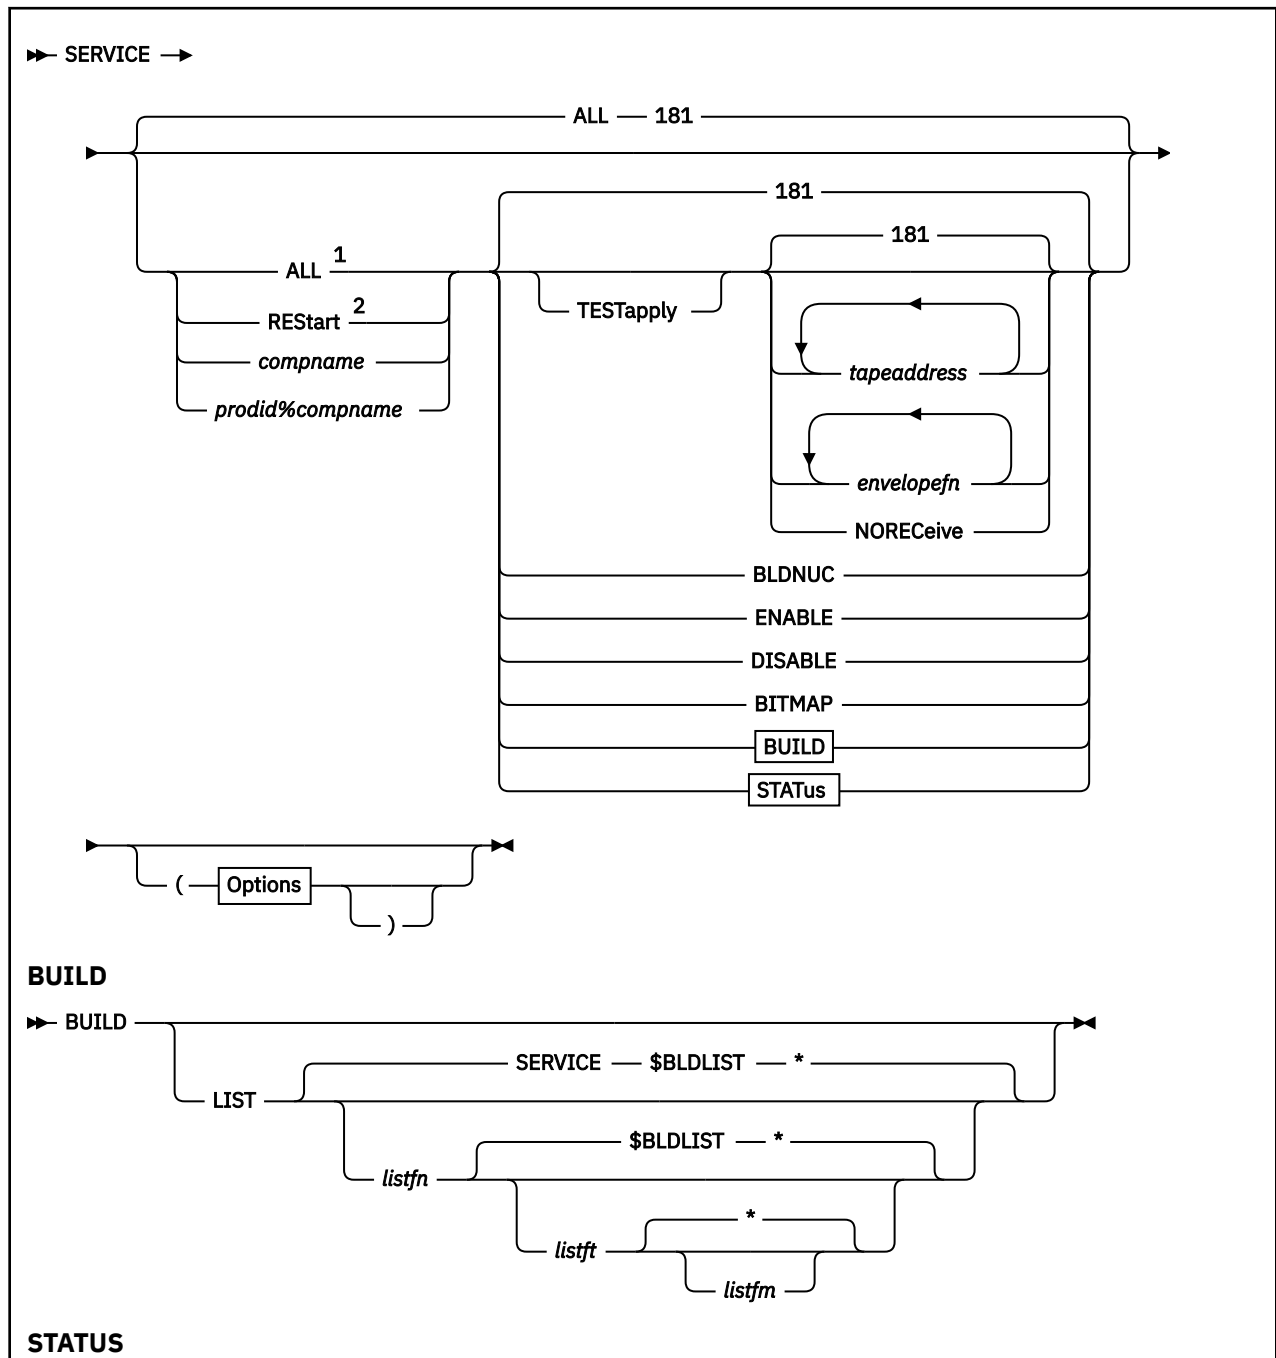 SERVICE
ALL 181
181
181
ALL 1
REStart 2
compname
prodid%compname
TESTapply
tapeaddress
envelopefn
NORECeive
BLDNUC
ENABLE
DISABLE
BITMAP
BUILD
STATus
( Options )
BUILD
BUILD
SERVICE $BLDLIST *
LIST
$BLDLIST *
listfn
*
listft
listfm
STATUS